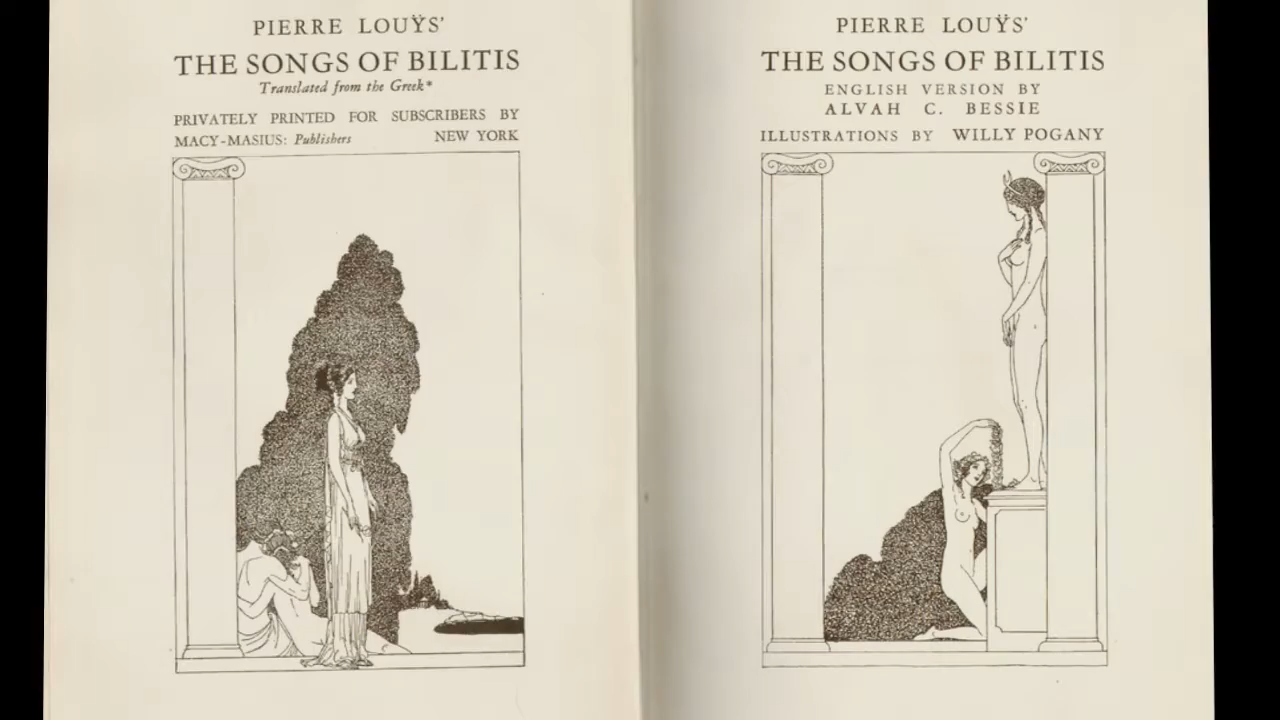 PIERRE LOUŸS'
THE SONGS OF BILITIS
Translated from the Greek*
PRIVATELY PRINTED FOR SUBSCRIBERS BY
MACY-MASIUS: Publishers NEW YORK
PIERRE LOUŸS'
THE SONGS OF BILITIS
ENGLISH VERSION BY
ALVAH C. BESSIE
ILLUSTRATIONS BY WILLY POGANY